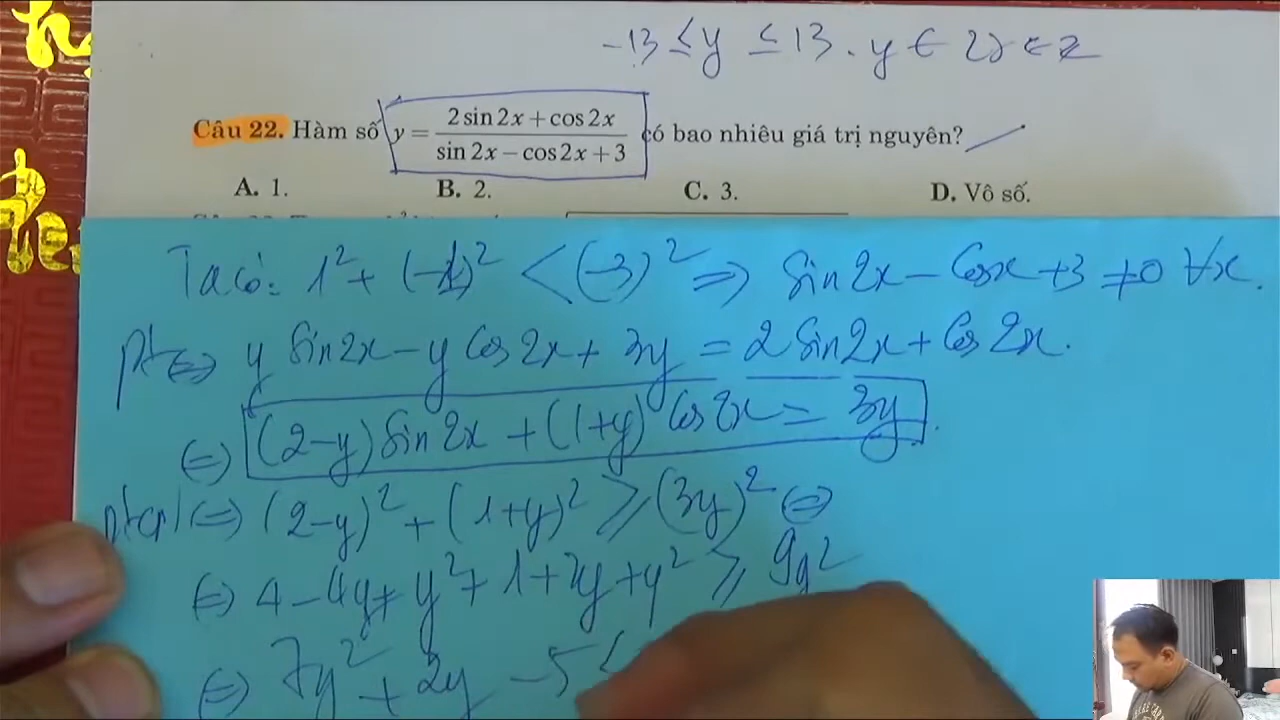 -13 ≤ y ≤ 13. y ∈
Câu 22. Hàm số y = (2 sin 2x + cos 2x)/(sin 2x − cos 2x + 3) có bao nhiêu giá trị nguyên?
A. 1. B. 2. C. 3. D. Vô số.
Ta có: 1² + (-1)² < (-3)² ⇒ Sin 2x - Cos x + 3 ≠ 0 ∀x.
pt ⇔ y Sin 2x - y Cos 2x + 3y = 2 Sin 2x + Cos 2x.
⇔ (2-y) Sin 2x + (1+y) Cos 2x = 3y.
⇔ (2-y)² + (1+y)² ≥ (3y)² ⇔
⇔ 4 - 4y + y² + 1 + 2y + y² ≥ 9y²
⇔ 7y² + 2y - 5 ≤